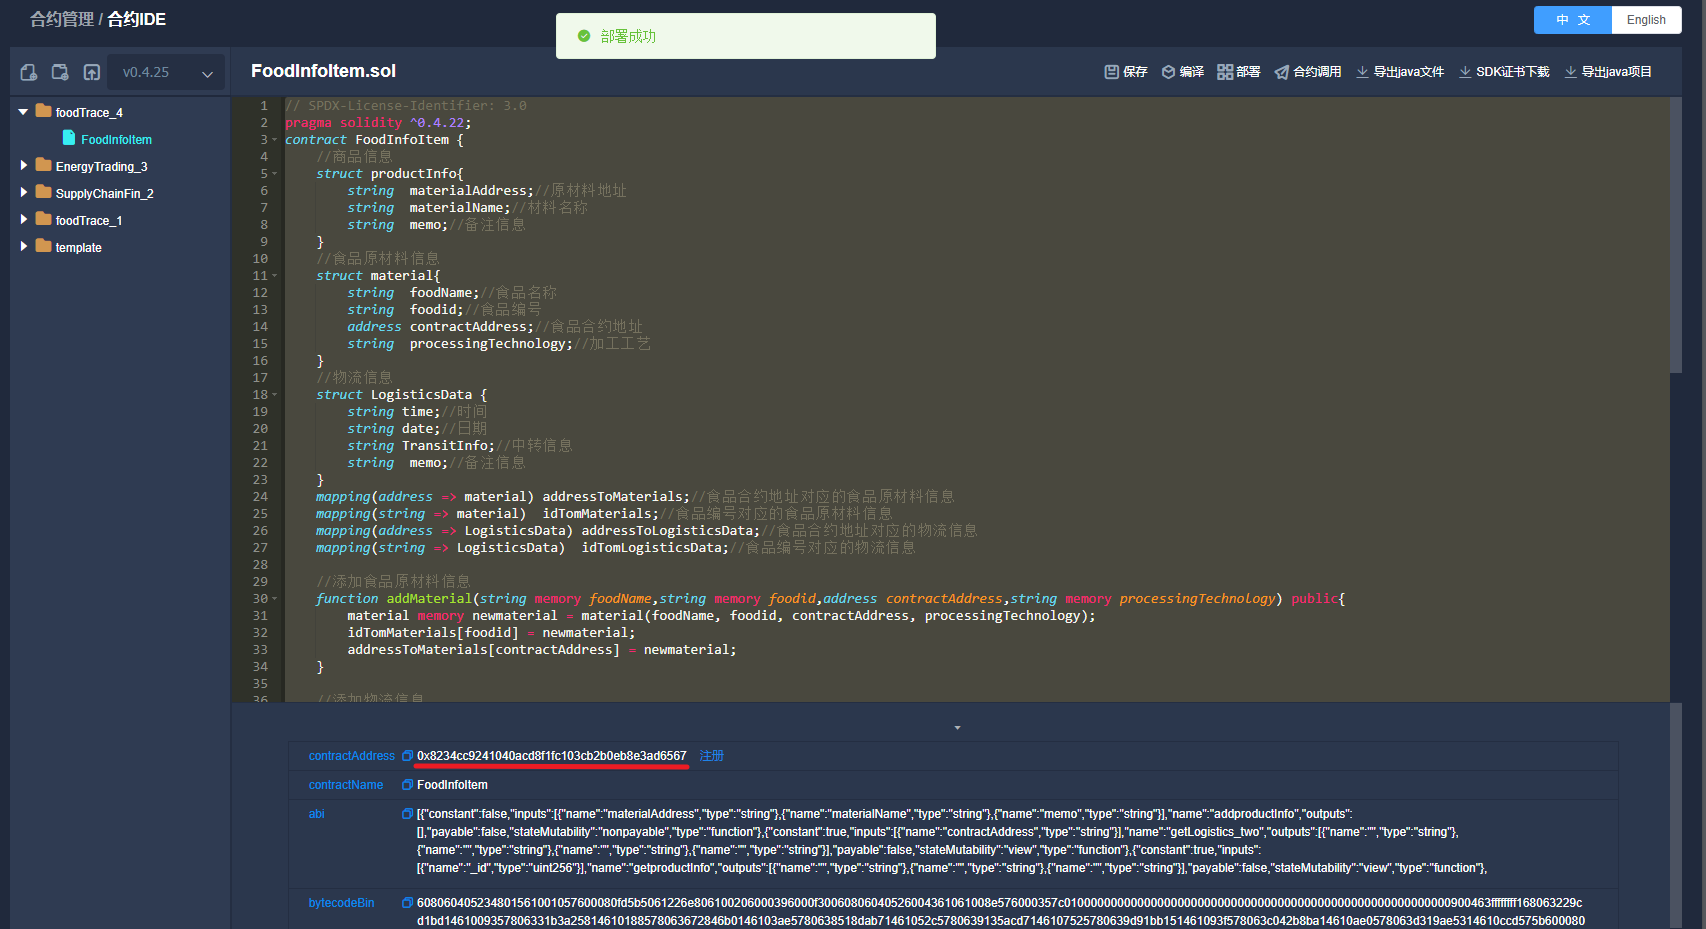 合约管理 / 合约IDE
部署成功
中 文
English
v0.4.25
FoodInfoItem.sol
保存
编译
部署
合约调用
导出java文件
SDK证书下载
导出java项目
foodTrace_4
FoodInfoItem
EnergyTrading_3
SupplyChainFin_2
foodTrace_1
template
1 // SPDX-License-Identifier: 3.0
2 pragma solidity ^0.4.22;
3 contract FoodInfoItem {
4 //商品信息
5 struct productInfo{
6 string materialAddress;//原材料地址
7 string materialName;//材料名称
8 string memo;//备注信息
9 }
10 //食品原材料信息
11 struct material{
12 string foodName;//食品名称
13 string foodid;//食品编号
14 address contractAddress;//食品合约地址
15 string processingTechnology;//加工工艺
16 }
17 //物流信息
18 struct LogisticsData {
19 string time;//时间
20 string date;//日期
21 string TransitInfo;//中转信息
22 string memo;//备注信息
23 }
24 mapping(address => material) addressToMaterials;//食品合约地址对应的食品原材料信息
25 mapping(string => material) idTomMaterials;//食品编号对应的食品原材料信息
26 mapping(address => LogisticsData) addressToLogisticsData;//食品合约地址对应的物流信息
27 mapping(string => LogisticsData) idTomLogisticsData;//食品编号对应的物流信息
28
29 //添加食品原材料信息
30 function addMaterial(string memory foodName,string memory foodid,address contractAddress,string memory processingTechnology) public{
31 material memory newmaterial = material(foodName, foodid, contractAddress, processingTechnology);
32 idTomMaterials[foodid] = newmaterial;
33 addressToMaterials[contractAddress] = newmaterial;
34 }
35
36 //添加物流信息
contractAddress 0x8234cc9241040acd8f1fc103cb2b0eb8e3ad6567 注册
contractName FoodInfoItem
abi [{"constant":false,"inputs":[{"name":"materialAddress","type":"string"},{"name":"materialName","type":"string"},{"name":"memo","type":"string"}],"name":"addproductInfo","outputs":
[],"payable":false,"stateMutability":"nonpayable","type":"function"},{"constant":true,"inputs":[{"name":"contractAddress","type":"string"}],"name":"getLogistics_two","outputs":[{"name":"","type":"string"},
{"name":"","type":"string"},{"name":"","type":"string"},{"name":"","type":"string"}],"payable":false,"stateMutability":"view","type":"function"},{"constant":true,"inputs":
[{"name":"_id","type":"uint256"}],"name":"getproductInfo","outputs":[{"name":"","type":"string"},{"name":"","type":"string"},{"name":"","type":"string"}],"payable":false,"stateMutability":"view","type":"function"},
bytecodeBin